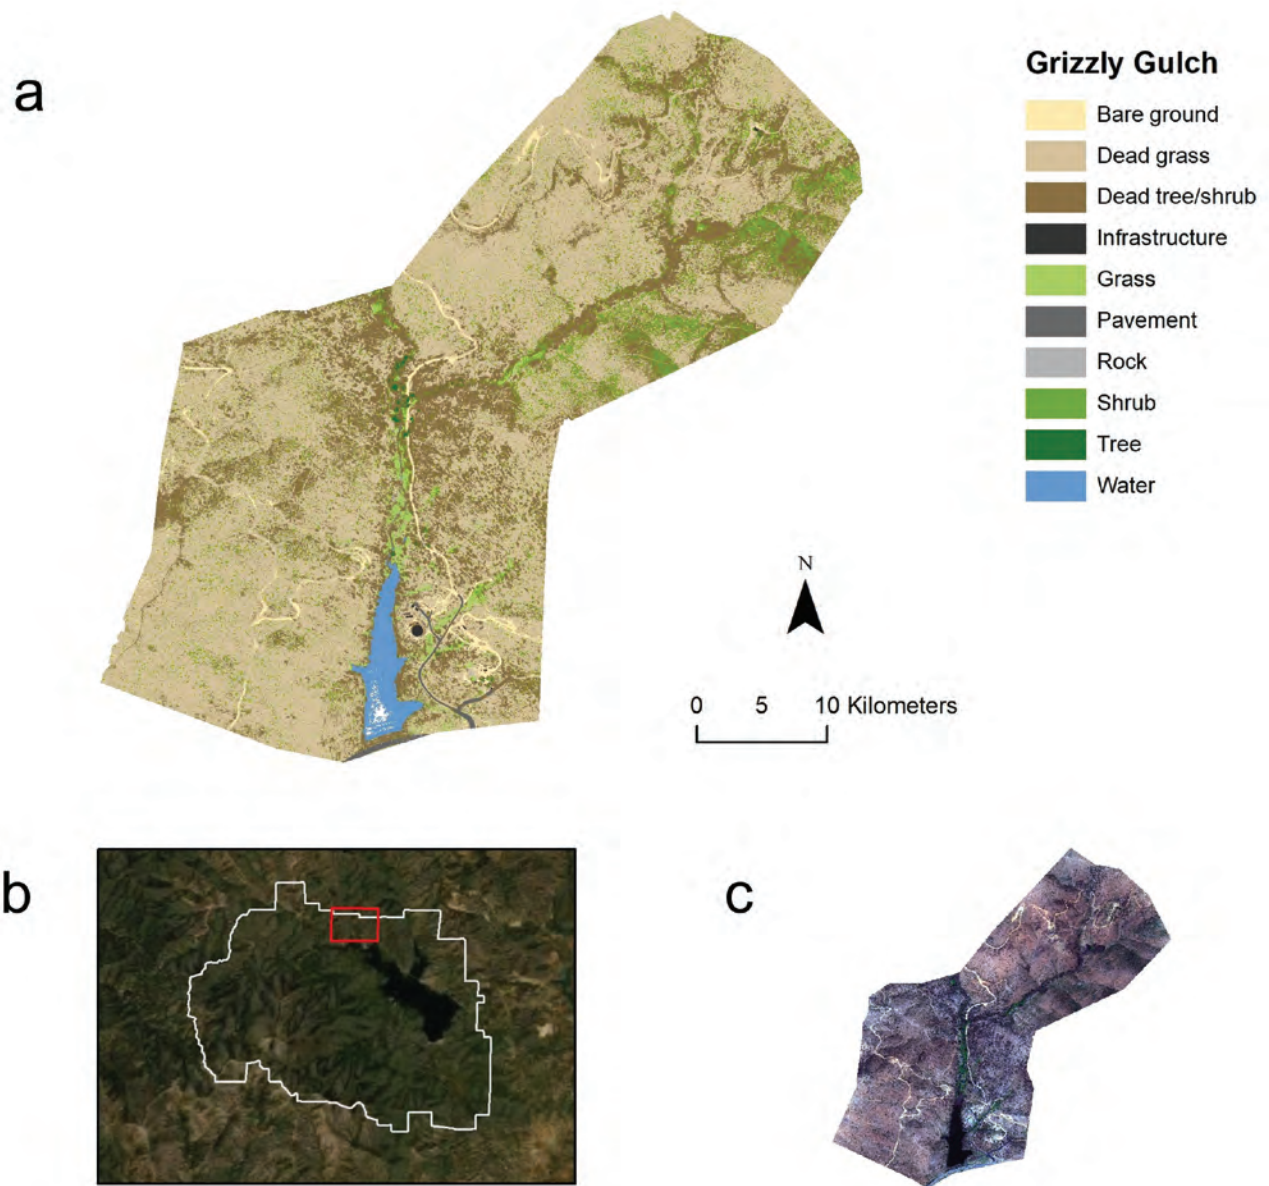 a
Grizzly Gulch
Bare ground
Dead grass
Dead tree/shrub
Infrastructure
Grass
Pavement
Rock
Shrub
Tree
Water
N
0 5 10 Kilometers
b
c